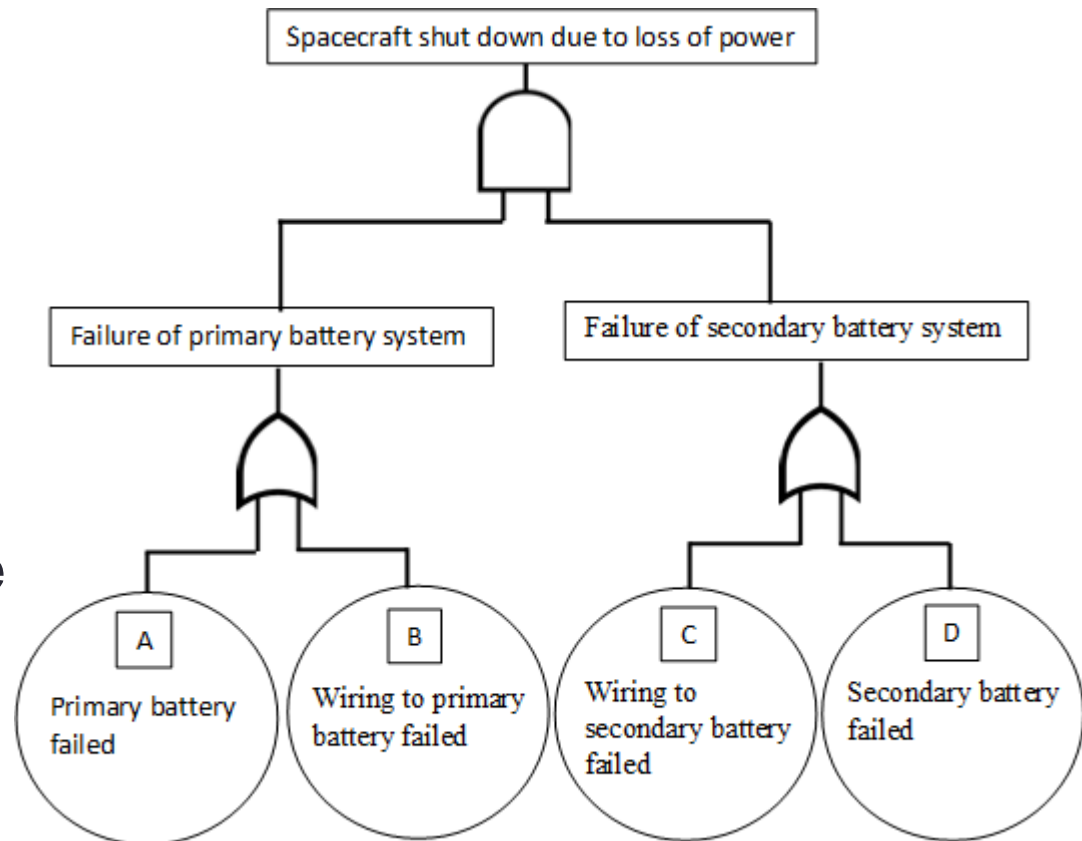 Spacecraft shut down due to loss of power
Failure of primary battery system
Failure of secondary battery system
e
A
B
C
D
Primary battery
failed
Wiring to primary
battery failed
Wiring to
secondary battery
failed
Secondary battery
failed